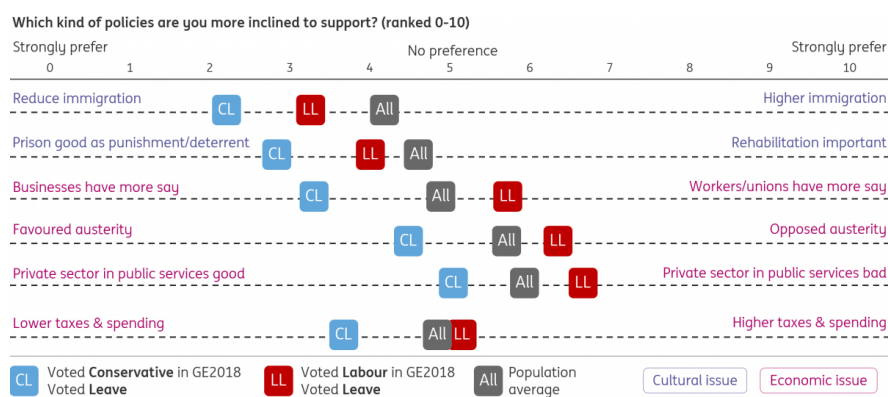 Which kind of policies are you more inclined to support? (ranked 0-10)
Strongly prefer No preference Strongly prefer
0 1 2 3 4 5 6 7 8 9 10
Reduce immigration Higher immigration
CL LL All
Prison good as punishment/deterrent Rehabilitation important
CL LL All
Businesses have more say Workers/unions have more say
CL All LL
Favoured austerity Opposed austerity
CL All LL
Private sector in public services good Private sector in public services bad
CL All LL
Lower taxes & spending Higher taxes & spending
CL All LL
CL Voted Conservative in GE2018 Voted Leave
LL Voted Labour in GE2018 Voted Leave
All Population average
Cultural issue Economic issue